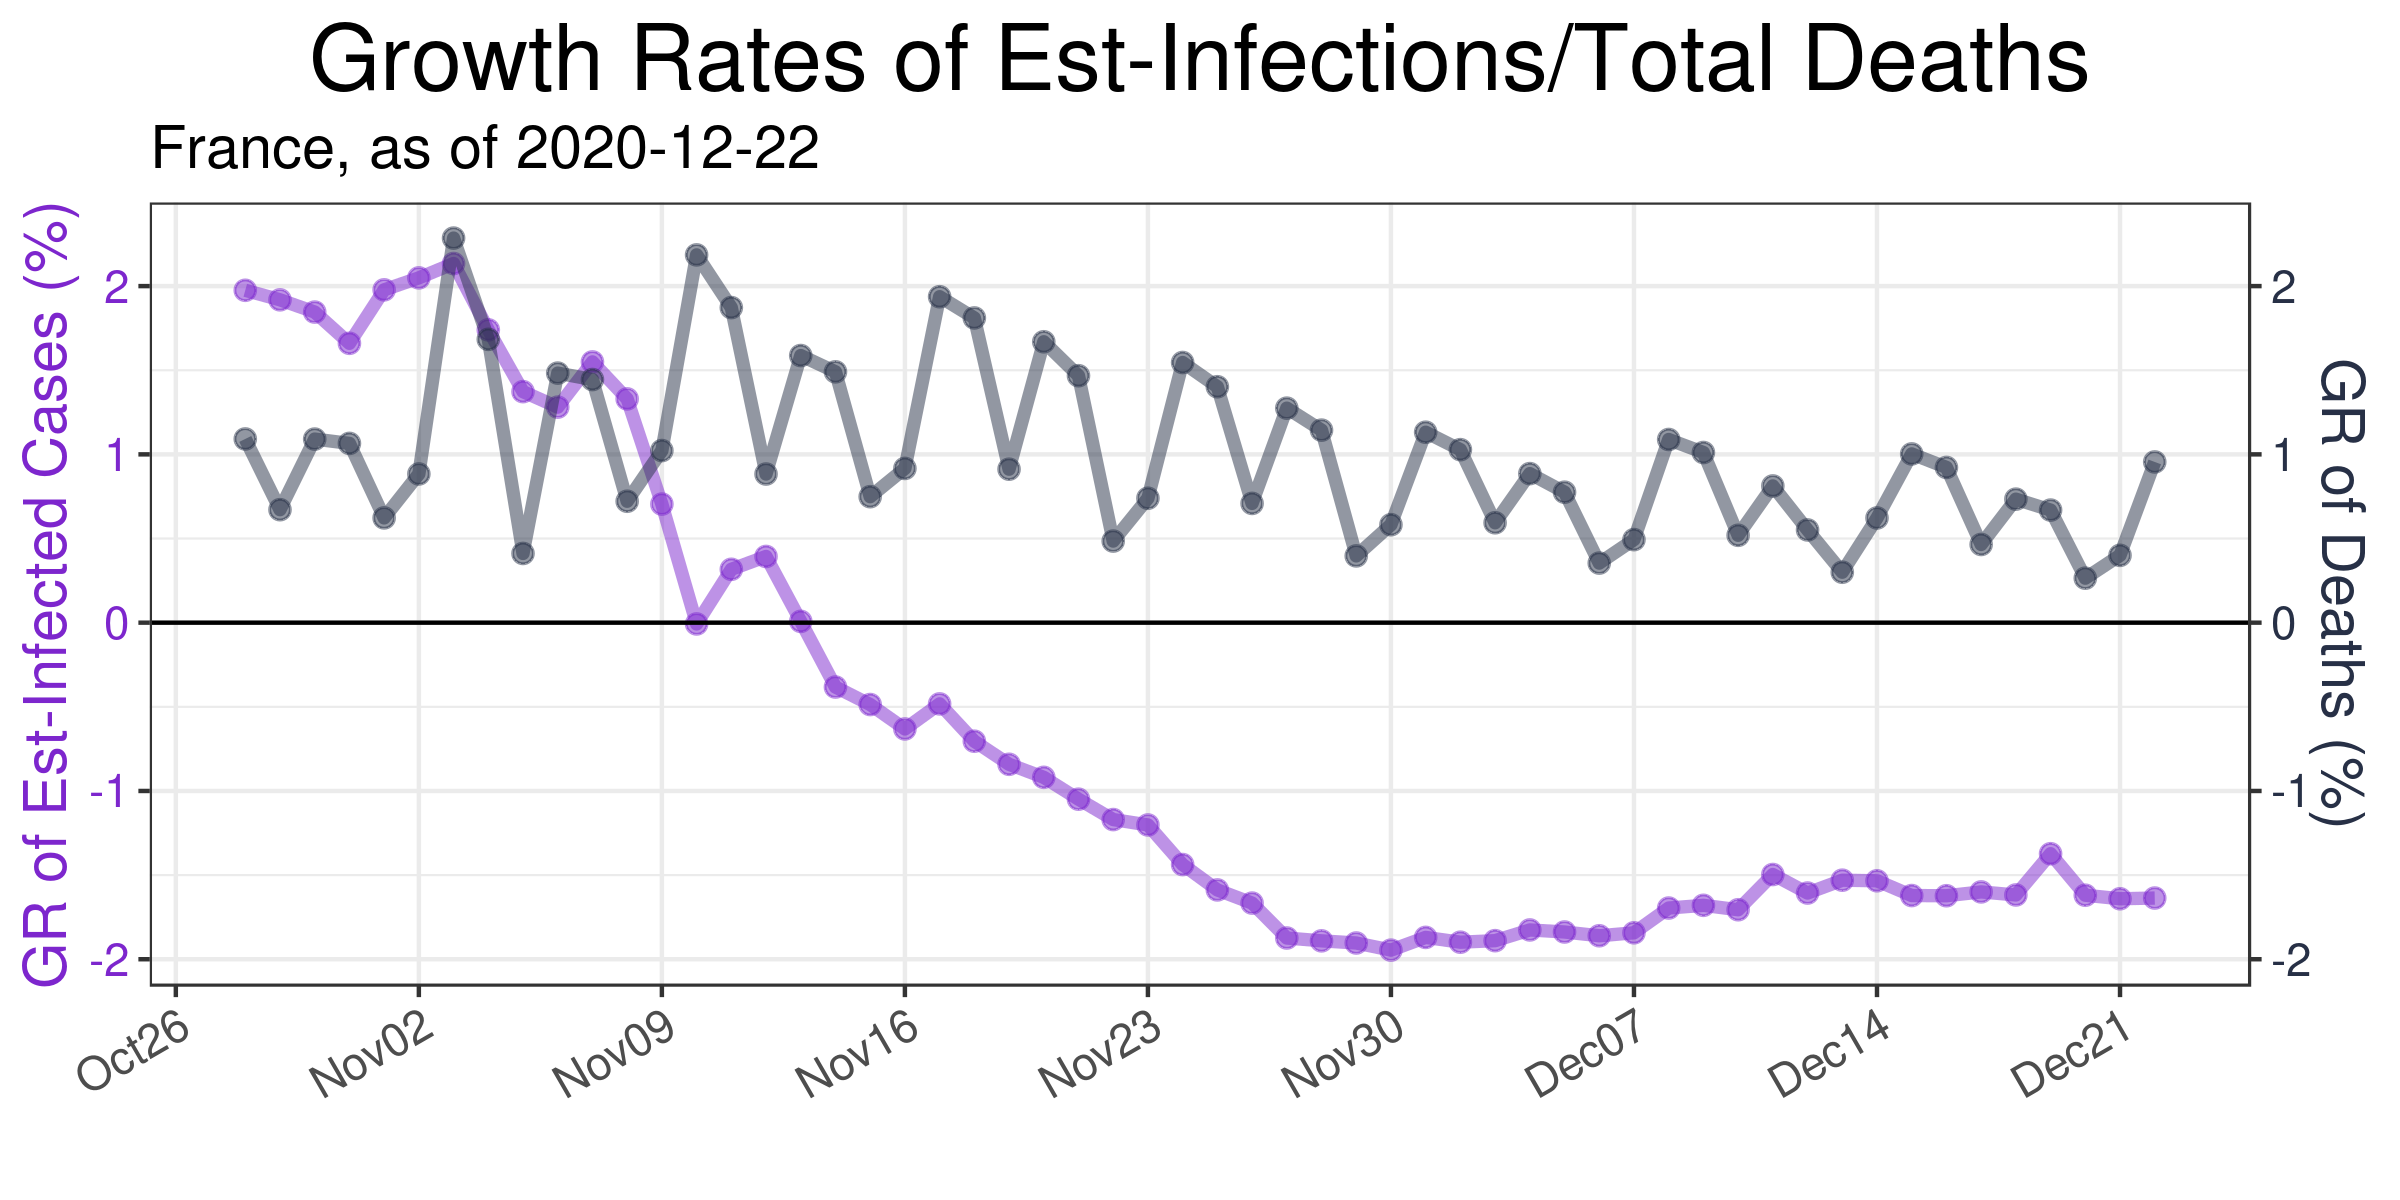 Growth Rates of Est-Infections/Total Deaths
France, as of 2020-12-22
GR of Est-Infected Cases (%)
2
1
0
-1
-2
2
1
0
-1
-2
GR of Deaths (%)
Oct26
Nov02
Nov09
Nov16
Nov23
Nov30
Dec07
Dec14
Dec21